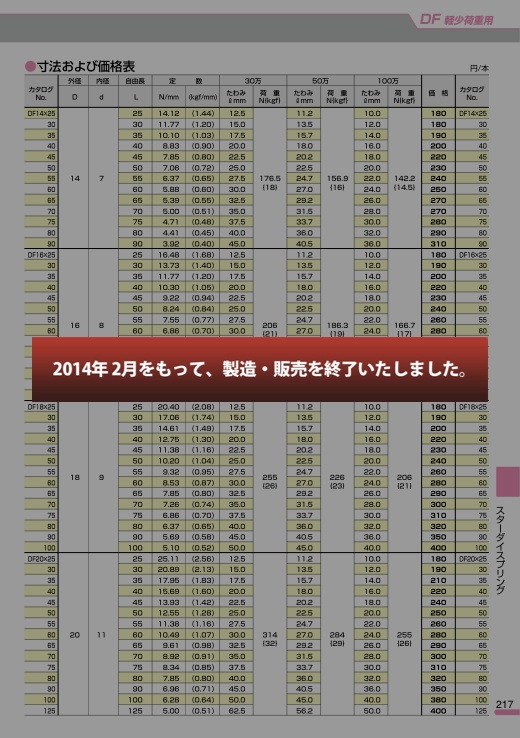 DF 軽少荷重用
●寸法および価格表 円/本
カタログNo. 外径 D 内径 d 自由長 L 定数 N/mm (kgf/mm) 30万 たわみℓmm 荷重N(kgf) 50万 たわみℓmm 荷重N(kgf) 100万 たわみℓmm 荷重N(kgf) 価格 カタログNo.
DF14×25 25 14.12 (1.44) 12.5 11.2 10.0 180 DF14×25
30 30 11.77 (1.20) 15.0 13.5 12.0 180 30
35 35 10.10 (1.03) 17.5 15.7 14.0 190 35
40 40 8.83 (0.90) 20.0 18.0 16.0 200 40
45 45 7.85 (0.80) 22.5 20.2 18.0 220 45
50 50 7.06 (0.72) 25.0 22.5 20.0 230 50
55 14 7 55 6.37 (0.65) 27.5 176.5 24.7 156.9 22.0 142.2 240 55
60 60 5.88 (0.60) 30.0 (18) 27.0 (16) 24.0 (14.5) 250 60
65 65 5.39 (0.55) 32.5 29.2 26.0 270 65
70 70 5.00 (0.51) 35.0 31.5 28.0 270 70
75 75 4.71 (0.48) 37.5 33.7 30.0 280 75
80 80 4.41 (0.45) 40.0 36.0 32.0 290 80
90 90 3.92 (0.40) 45.0 40.5 36.0 310 90
DF16×25 25 16.48 (1.68) 12.5 11.2 10.0 180 DF16×25
30 30 13.73 (1.40) 15.0 13.5 12.0 190 30
35 35 11.77 (1.20) 17.5 15.7 14.0 200 35
40 40 10.30 (1.05) 20.0 18.0 16.0 220 40
45 45 9.22 (0.94) 22.5 20.2 18.0 230 45
50 50 8.24 (0.84) 25.0 22.5 20.0 240 50
55 16 8 55 7.55 (0.77) 27.5 206 24.7 186.3 22.0 166.7 260 55
60 60 6.86 (0.70) 30.0 (21) 27.0 (19) 24.0 (17) 280 60
2014年 2月をもって、製造・販売を終了いたしました。
DF18×25 25 20.40 (2.08) 12.5 11.2 10.0 180 DF18×25
30 30 17.06 (1.74) 15.0 13.5 12.0 190 30
35 35 14.61 (1.49) 17.5 15.7 14.0 200 35
40 40 12.75 (1.30) 20.0 18.0 16.0 220 40
45 45 11.38 (1.16) 22.5 20.2 18.0 230 45
50 50 10.20 (1.04) 25.0 22.5 20.0 240 50
55 55 9.32 (0.95) 27.5 24.7 22.0 260 55
60 18 9 60 8.53 (0.87) 30.0 255 (26) 27.0 226 (23) 24.0 206 (21) 280 60
65 65 7.85 (0.80) 32.5 29.2 26.0 290 65
70 70 7.26 (0.74) 35.0 31.5 28.0 300 70
75 75 6.86 (0.70) 37.5 33.7 30.0 310 75
80 80 6.37 (0.65) 40.0 36.0 32.0 320 80
90 90 5.69 (0.58) 45.0 40.5 36.0 350 90
100 100 5.10 (0.52) 50.0 45.0 40.0 400 100
DF20×25 25 25.11 (2.56) 12.5 11.2 10.0 180 DF20×25
30 30 20.89 (2.13) 15.0 13.5 12.0 190 30
35 35 17.95 (1.83) 17.5 15.7 14.0 210 35
40 40 15.69 (1.60) 20.0 18.0 16.0 220 40
45 45 13.93 (1.42) 22.5 20.2 18.0 240 45
50 50 12.55 (1.28) 25.0 22.5 20.0 250 50
55 55 11.38 (1.16) 27.5 24.7 22.0 260 55
60 20 11 60 10.49 (1.07) 30.0 314 27.0 284 24.0 255 280 60
65 65 9.61 (0.98) 32.5 (32) 29.2 (29) 26.0 (26) 290 65
70 70 8.92 (0.91) 35.0 31.5 28.0 300 70
75 75 8.34 (0.85) 37.5 33.7 30.0 310 75
80 80 7.85 (0.80) 40.0 36.0 32.0 320 80
90 90 6.96 (0.71) 45.0 40.5 36.0 350 90
100 100 6.28 (0.64) 50.0 45.0 40.0 380 100
125 125 5.00 (0.51) 62.5 56.2 50.0 400 125
スターダイスプリング
217